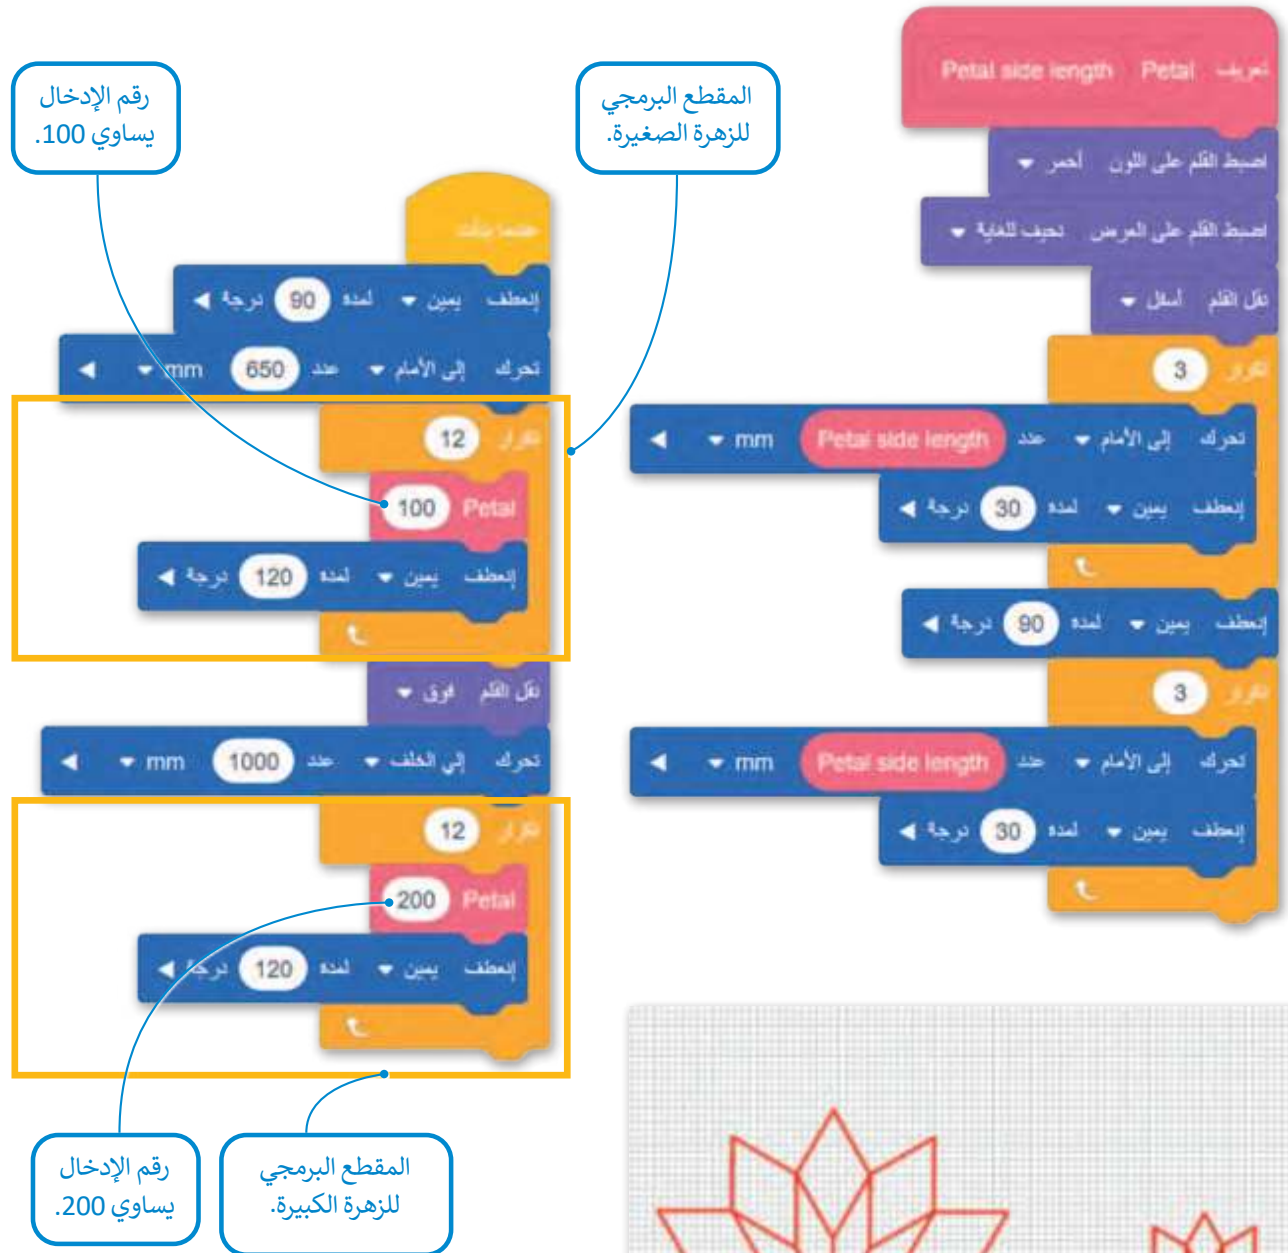 تعريف Petal Petal side length
اضبط القلم على اللون أحمر
اضبط القلم على العرض نحيف للغاية
نقل القلم أسفل
تكرار 3
تحرك إلى الأمام عدد Petal side length mm
إنعطف يمين لمدة 30 درجة
إنعطف يمين لمدة 90 درجة
تكرار 3
تحرك إلى الأمام عدد Petal side length mm
إنعطف يمين لمدة 30 درجة
المقطع البرمجي
للزهرة الصغيرة.
رقم الإدخال
يساوي 100.
عندما بدأت
إنعطف يمين لمدة 90 درجة
تحرك إلى الأمام عدد 650 mm
تكرار 12
Petal 100
إنعطف يمين لمدة 120 درجة
نقل القلم فوق
تحرك إلى الخلف عدد 1000 mm
تكرار 12
Petal 200
إنعطف يمين لمدة 120 درجة
المقطع البرمجي
للزهرة الكبيرة.
رقم الإدخال
يساوي 200.